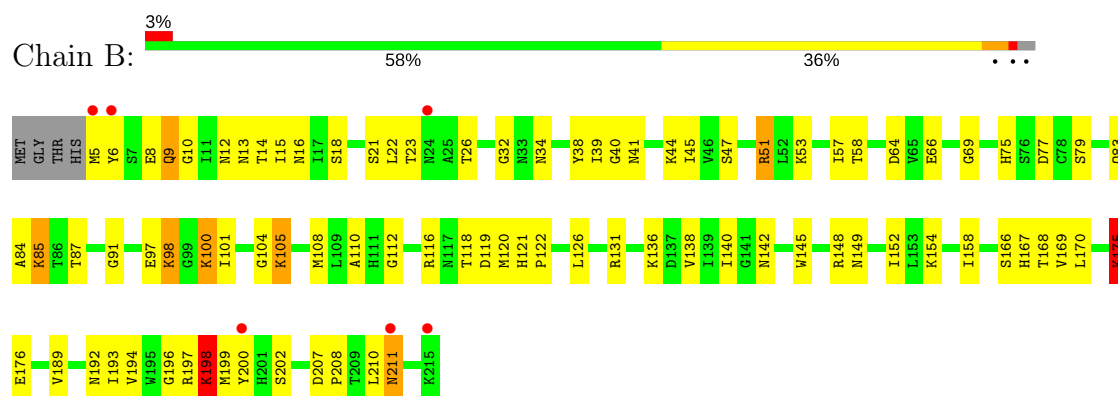 3%
Chain B:
58%
36%
• • •
MET GLY THR HIS M5 Y6 S7 E8 Q9 G10 I11 N12 N13 T14 I15 N16 I17 S18 S21 L22 T23 N24 A25 T26 G32 N33 N34 Y38 I39 G40 N41 K44 I45 V46 S47 R51 L52 K53 I57 T58 D64 V65 E66 G69 H75 S76 D77 C78 S79 Q83
A84 K85 T86 T87 G91 E97 K98 G99 K100 I101 G104 K105 M108 L109 A110 H111 G112 R116 N117 T118 D119 M120 H121 P122 L126 R131 K136 D137 V138 I139 I140 G141 N142 W145 R148 N149 I152 L153 K154 I158 S166 H167 T168 V169 L170 K175
E176 V189 N192 I193 V194 W195 G196 R197 K198 M199 Y200 H201 S202 D207 P208 T209 L210 N211 K215